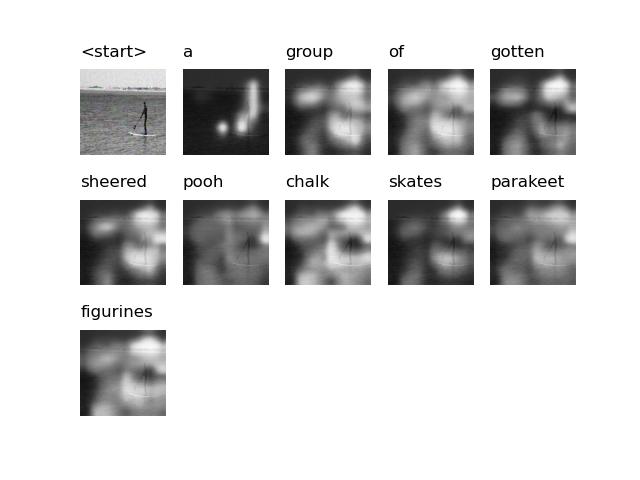 <start> a group of gotten
sheered pooh chalk skates parakeet
figurines